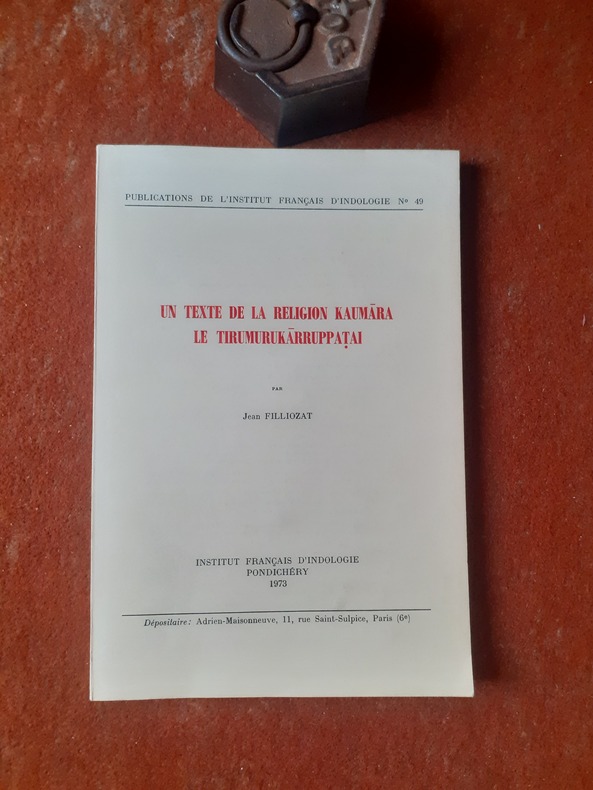 PUBLICATIONS DE L'INSTITUT FRANÇAIS D'INDOLOGIE Nº 49
UN TEXTE DE LA RELIGION KAUMĀRA
LE TIRUMURUKĀRRUPPAṬAI
PAR
Jean FILLIOZAT
INSTITUT FRANÇAIS D'INDOLOGIE
PONDICHÉRY
1973
Dépositaire: Adrien-Maisonneuve, 11, rue Saint-Sulpice, Paris (6e)